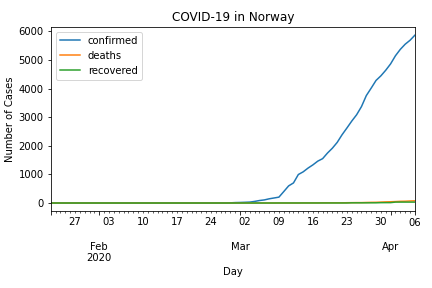 COVID-19 in Norway
confirmed
deaths
recovered
Number of Cases
6000
5000
4000
3000
2000
1000
0
27 03 10 17 24 02 09 16 23 06
Feb Mar Apr
2020
Day